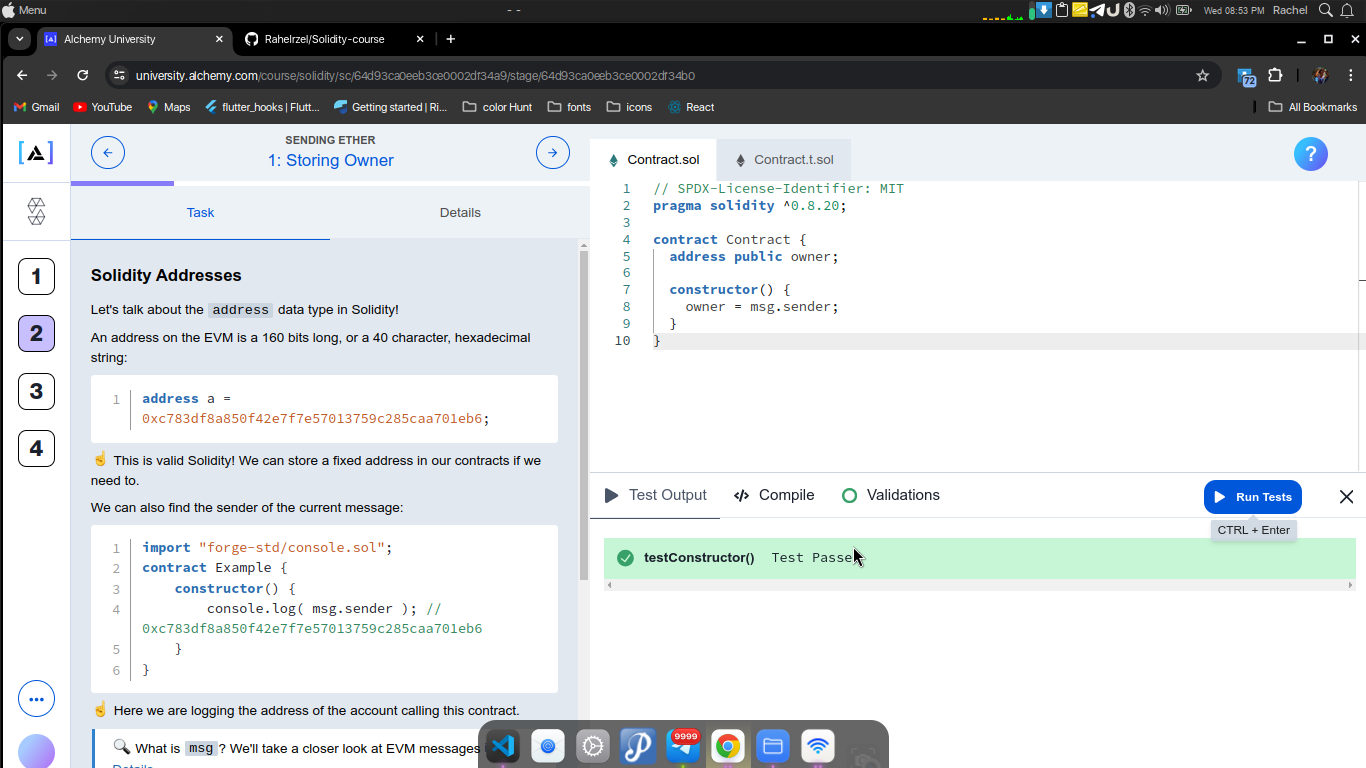 Menu
- -
Wed 08:53 PM
Rachel
Alchemy University
Rahelrzel/Solidity-course
university.alchemy.com/course/solidity/sc/64d93ca0eeb3ce0002df34a9/stage/64d93ca0eeb3ce0002df34b0
72
Gmail
YouTube
Maps
flutter_hooks | Flutt...
Getting started | Ri...
color Hunt
fonts
icons
React
All Bookmarks
SENDING ETHER
1: Storing Owner
Task
Details
1
2
3
4
Solidity Addresses
Let's talk about the address data type in Solidity!
An address on the EVM is a 160 bits long, or a 40 character, hexadecimal
string:
1 address a =
0xc783df8a850f42e7f7e57013759c285caa701eb6;
☝ This is valid Solidity! We can store a fixed address in our contracts if we
need to.
We can also find the sender of the current message:
1 import "forge-std/console.sol";
2 contract Example {
3 constructor() {
4 console.log( msg.sender ); //
0xc783df8a850f42e7f7e57013759c285caa701eb6
5 }
6 }
☝ Here we are logging the address of the account calling this contract.
🔍 What is msg? We'll take a closer look at EVM messages
Details
Contract.sol
Contract.t.sol
?
1 // SPDX-License-Identifier: MIT
2 pragma solidity ^0.8.20;
3
4 contract Contract {
5 address public owner;
6
7 constructor() {
8 owner = msg.sender;
9 }
10 }
Test Output
Compile
Validations
Run Tests
CTRL + Enter
testConstructor() Test Passe
9999